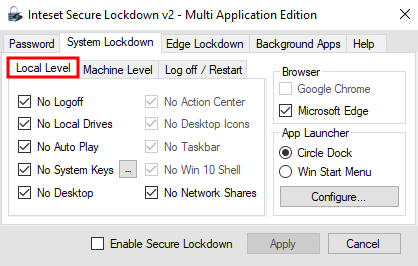 Inteset Secure Lockdown v2 - Multi Application Edition
Password System Lockdown Edge Lockdown Background Apps Help
Local Level Machine Level Log off / Restart
No Logoff No Action Center
No Local Drives No Desktop Icons
No Auto Play No Taskbar
No System Keys ... No Win 10 Shell
No Desktop No Network Shares
Browser
Google Chrome
Microsoft Edge
App Launcher
Circle Dock
Win Start Menu
Configure...
Enable Secure Lockdown Apply Cancel